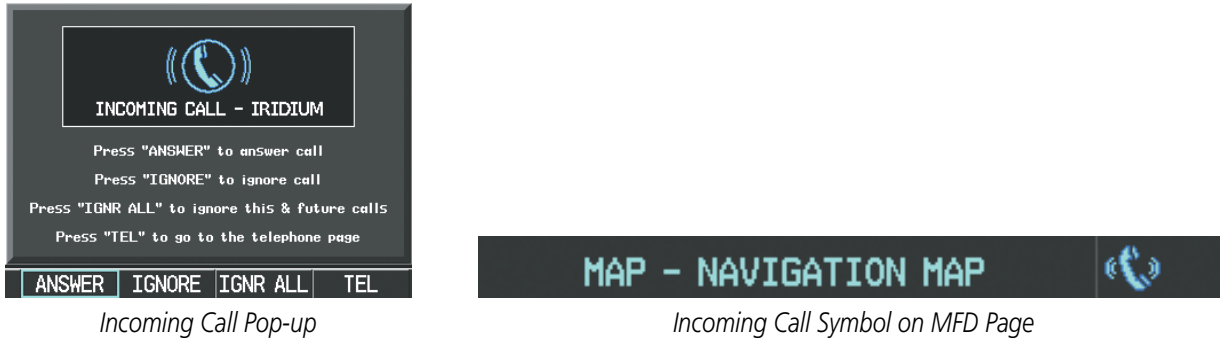 INCOMING CALL - IRIDIUM
Press "ANSWER" to answer call
Press "IGNORE" to ignore call
Press "IGNR ALL" to ignore this & future calls
Press "TEL" to go to the telephone page
ANSWER IGNORE IGNR ALL TEL
Incoming Call Pop-up
MAP - NAVIGATION MAP
Incoming Call Symbol on MFD Page